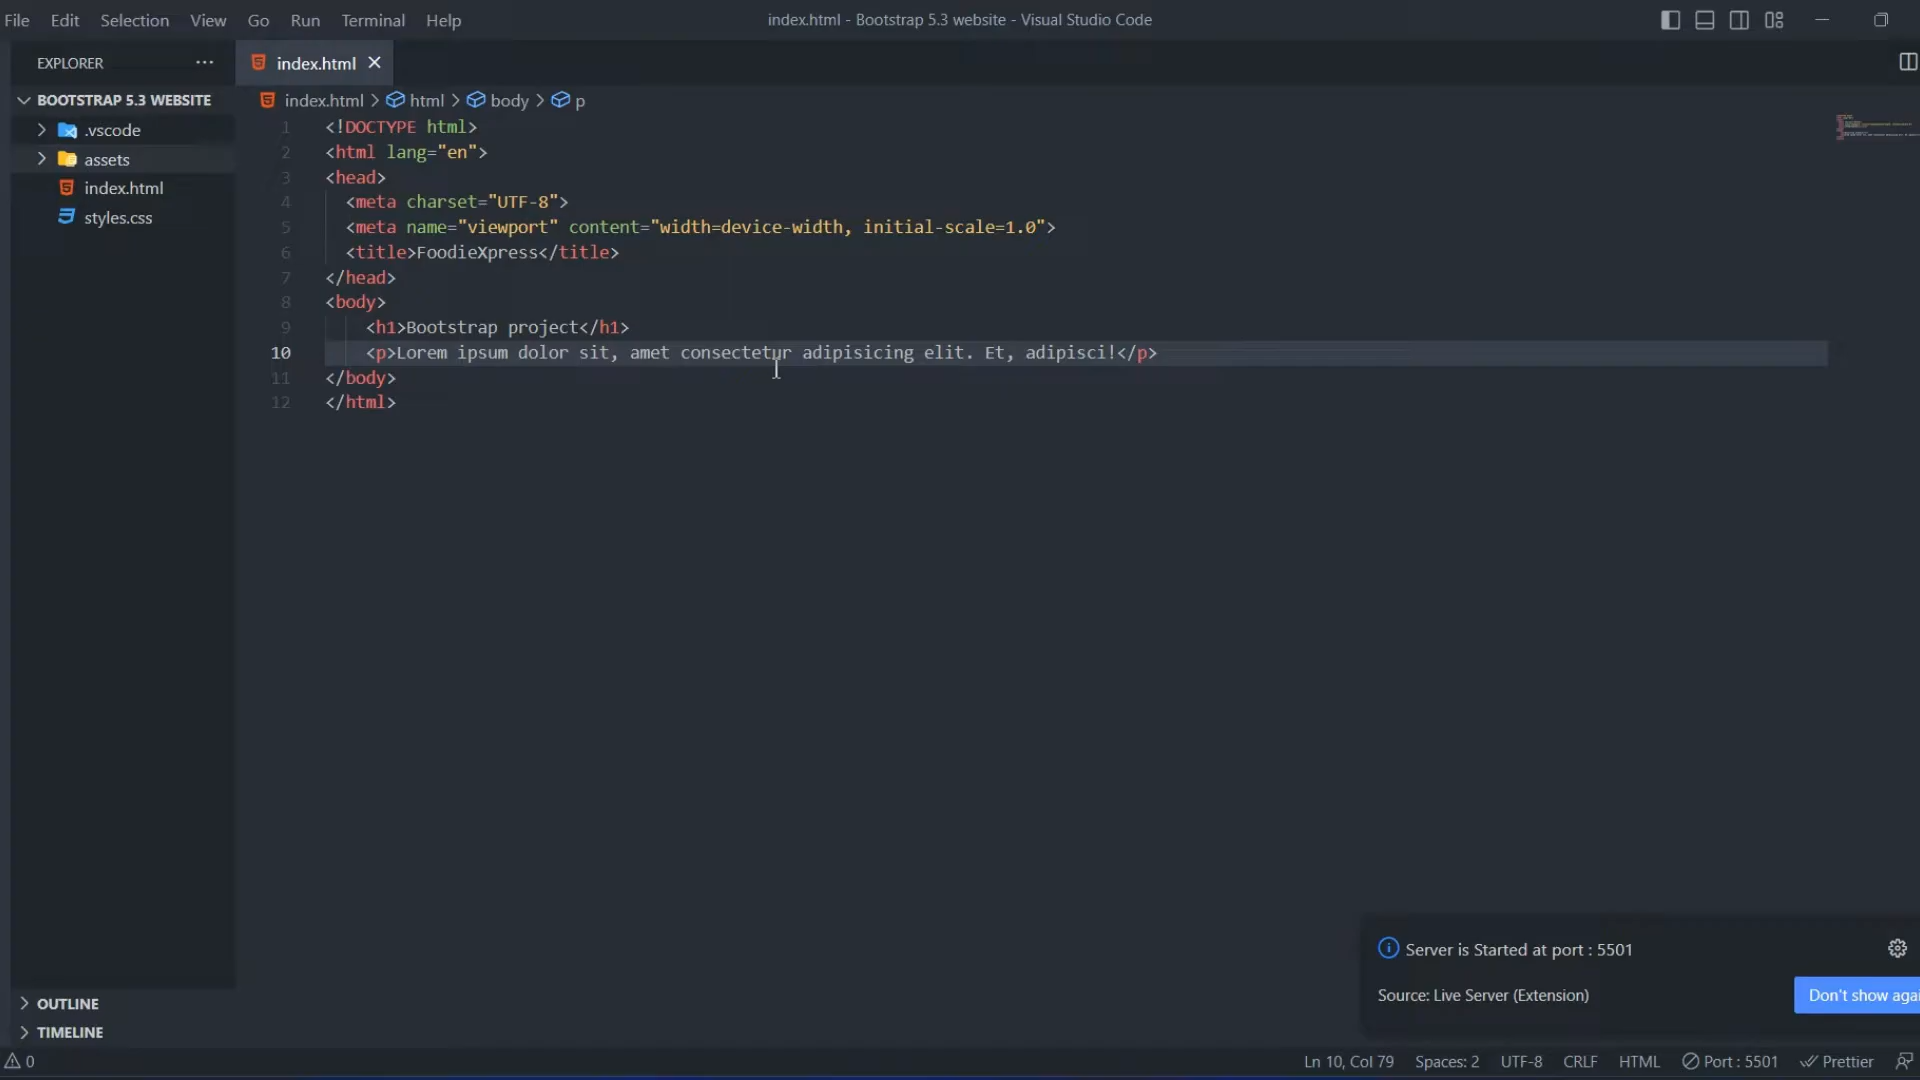 File Edit Selection View Go Run Terminal Help
index.html - Bootstrap 5.3 website - Visual Studio Code
EXPLORER
index.html
BOOTSTRAP 5.3 WEBSITE
.vscode
assets
index.html
styles.css
index.html > html > body > p
1 <!DOCTYPE html>
2 <html lang="en">
3 <head>
4 <meta charset="UTF-8">
5 <meta name="viewport" content="width=device-width, initial-scale=1.0">
6 <title>FoodieXpress</title>
7 </head>
8 <body>
9 <h1>Bootstrap project</h1>
10 <p>Lorem ipsum dolor sit, amet consectetur adipisicing elit. Et, adipisci!</p>
11 </body>
12 </html>
Server is Started at port : 5501
Source: Live Server (Extension)
Don't show agai
OUTLINE
TIMELINE
0
Ln 10, Col 79 Spaces: 2 UTF-8 CRLF HTML Port : 5501 Prettier